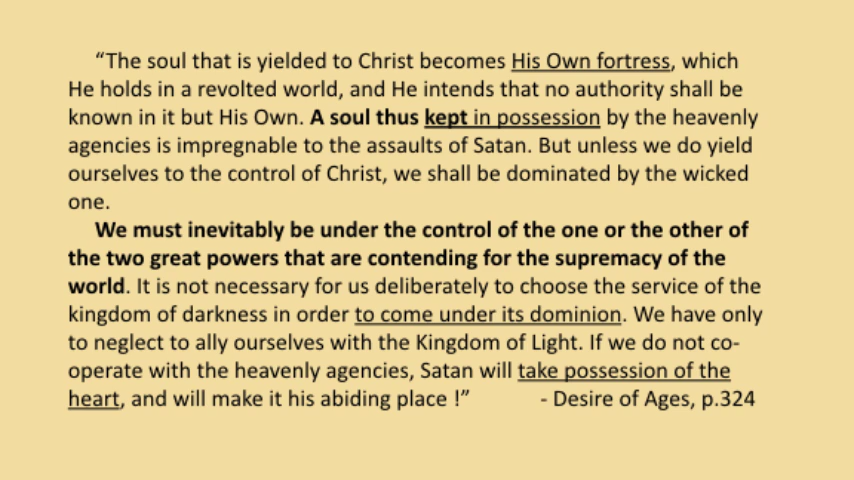 “The soul that is yielded to Christ becomes His Own fortress, which
He holds in a revolted world, and He intends that no authority shall be
known in it but His Own. A soul thus kept in possession by the heavenly
agencies is impregnable to the assaults of Satan. But unless we do yield
ourselves to the control of Christ, we shall be dominated by the wicked
one.
We must inevitably be under the control of the one or the other of
the two great powers that are contending for the supremacy of the
world. It is not necessary for us deliberately to choose the service of the
kingdom of darkness in order to come under its dominion. We have only
to neglect to ally ourselves with the Kingdom of Light. If we do not co-
operate with the heavenly agencies, Satan will take possession of the
heart, and will make it his abiding place !” - Desire of Ages, p.324